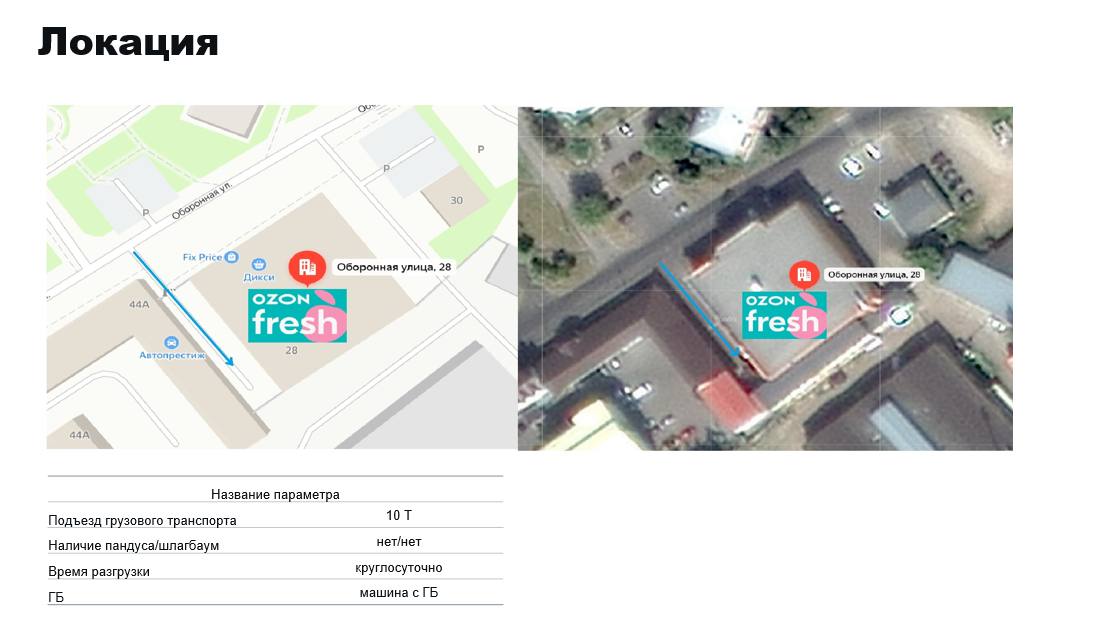 Локация
Об
P
P
P
Оборонная ул.
30
Fix Price
Дикси
Оборонная улица, 28
44А
OZON
fresh
28
Автопрестиж
44А
Оборонная улица, 28
OZON
fresh
Название параметра
Подъезд грузового транспорта 10 Т
Наличие пандуса/шлагбаум нет/нет
Время разгрузки круглосуточно
ГБ машина с ГБ